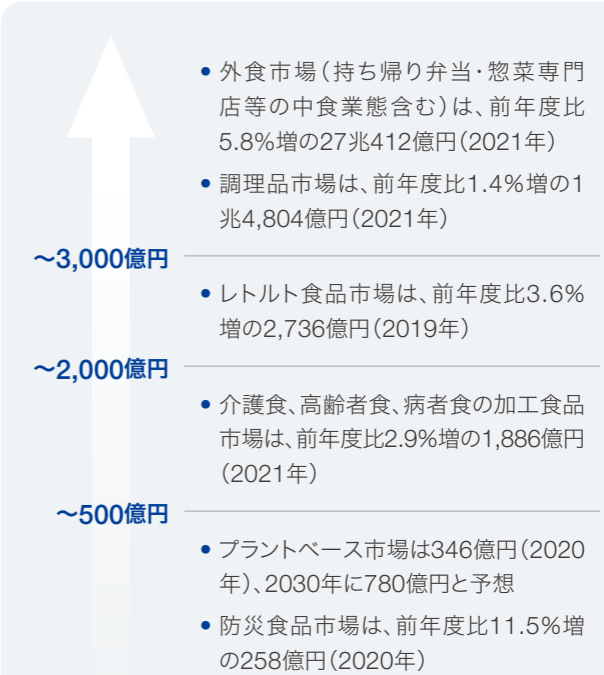 • 外食市場（持ち帰り弁当・惣菜専門
店等の中食業態含む）は、前年度比
5.8%増の27兆412億円（2021年）
• 調理品市場は、前年度比1.4%増の1
兆4,804億円（2021年）
～3,000億円
• レトルト食品市場は、前年度比3.6%
増の2,736億円（2019年）
～2,000億円
• 介護食、高齢者食、病者食の加工食品
市場は、前年度比2.9%増の1,886億円
（2021年）
～500億円
• プラントベース市場は346億円（2020
年）、2030年に780億円と予想
• 防災食品市場は、前年度比11.5%増
の258億円（2020年）